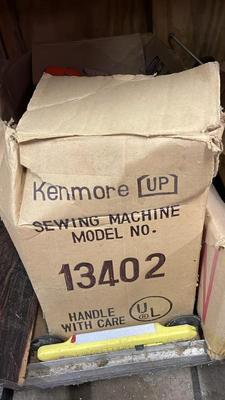 Kenmore [UP]
SEWING MACHINE
MODEL NO.
13402
HANDLE
WITH CARE
UL
®